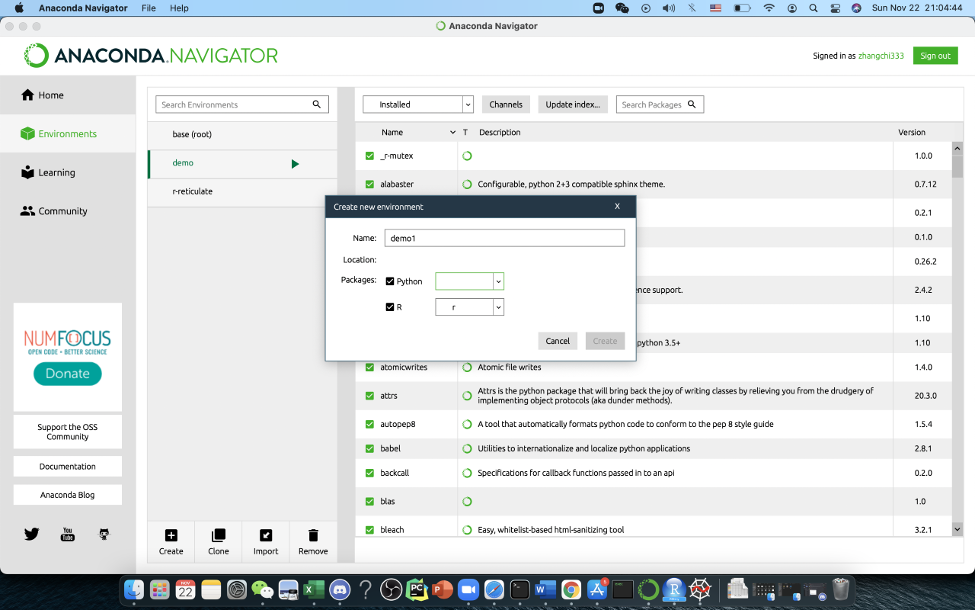 Anaconda Navigator File Help
Sun Nov 22 21:04:44
Anaconda Navigator
ANACONDA.NAVIGATOR
Signed in as zhangchi333
Sign out
Home
Environments
Learning
Community
NUMFOCUS
OPEN CODE = BETTER SCIENCE
Donate
Support the OSS
Community
Documentation
Anaconda Blog
You
Tube
Search Environments
base (root)
demo
r-reticulate
Create
Clone
Import
Remove
Installed
Channels
Update index...
Search Packages
Name T Description Version
_r-mutex 1.0.0
alabaster Configurable, python 2+3 compatible sphinx theme. 0.7.12
0.2.1
0.1.0
0.26.2
nce support. 2.4.2
1.10
python 3.5+ 1.10
atomicwrites Atomic file writes 1.4.0
attrs Attrs is the python package that will bring back the joy of writing classes by relieving you from the drudgery of
implementing object protocols (aka dunder methods). 20.3.0
autopep8 A tool that automatically formats python code to conform to the pep 8 style guide 1.5.4
babel Utilities to internationalize and localize python applications 2.8.1
backcall Specifications for callback functions passed in to an api 0.2.0
blas 1.0
bleach Easy, whitelist-based html-sanitizing tool 3.2.1
Create new environment X
Name: demo1
Location:
Packages: Python
R r
Cancel
Create
NOV
22